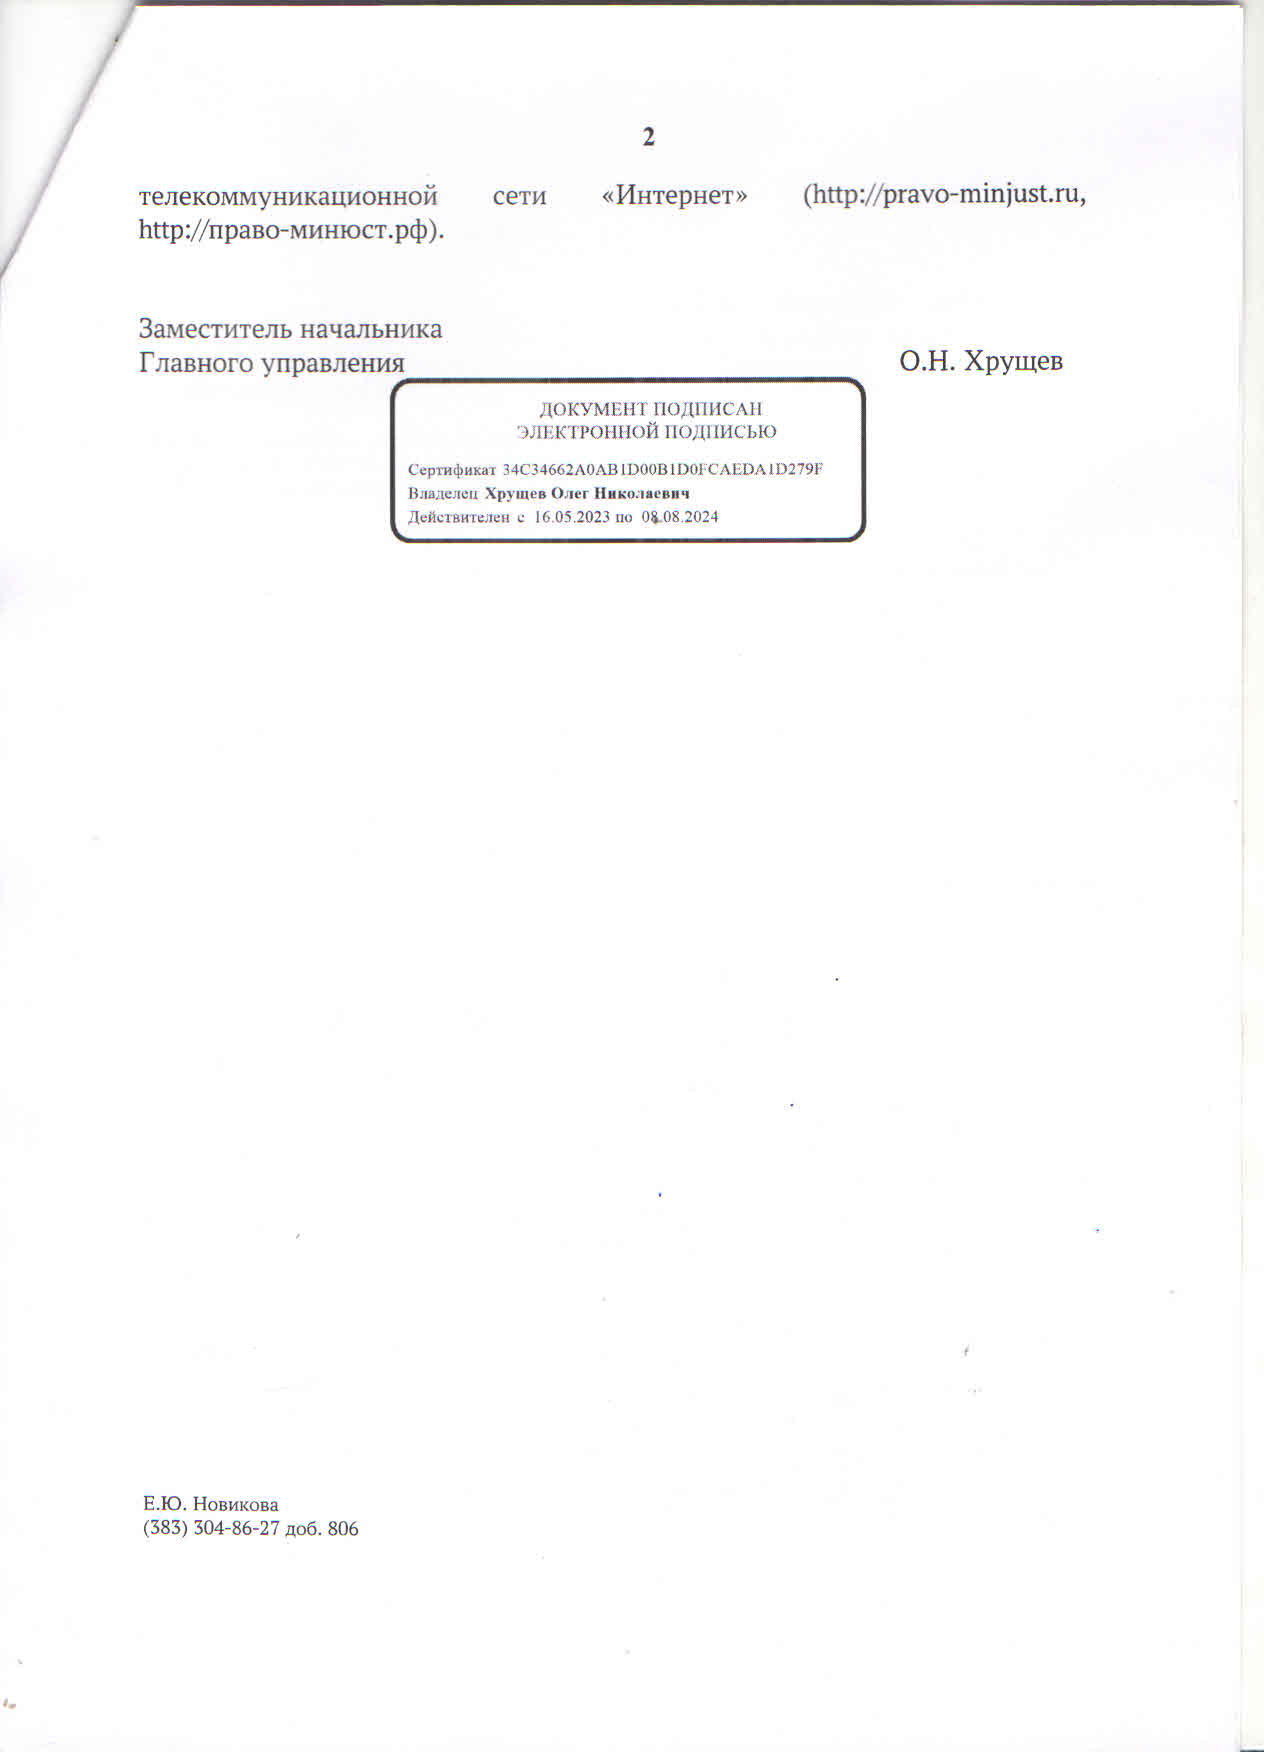 2
телекоммуникационной сети «Интернет» (http://pravo-minjust.ru,
http://право-минюст.рф).
Заместитель начальника
Главного управления О.Н. Хрущев
ДОКУМЕНТ ПОДПИСАН
ЭЛЕКТРОННОЙ ПОДПИСЬЮ
Сертификат 34C34662A0AB1D00B1D0FCAEDA1D279F
Владелец Хрущев Олег Николаевич
Действителен с 16.05.2023 по 08.08.2024
Е.Ю. Новикова
(383) 304-86-27 доб. 806